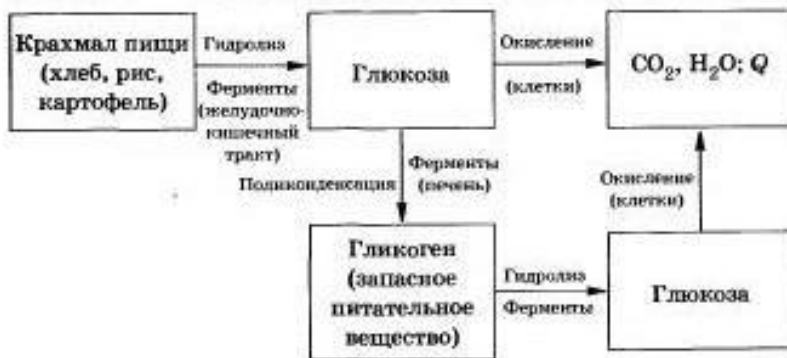 Крахмал пищи
(хлеб, рис,
картофель)
Гидролиз
Ферменты
(желудочно-
кишечный
тракт)
Глюкоза
Окисление
(клетки)
CO₂, H₂O; Q
Поликонденсация
Ферменты
(печень)
Окисление
(клетки)
Гликоген
(запасное
питательное
вещество)
Гидролиз
Ферменты
Глюкоза